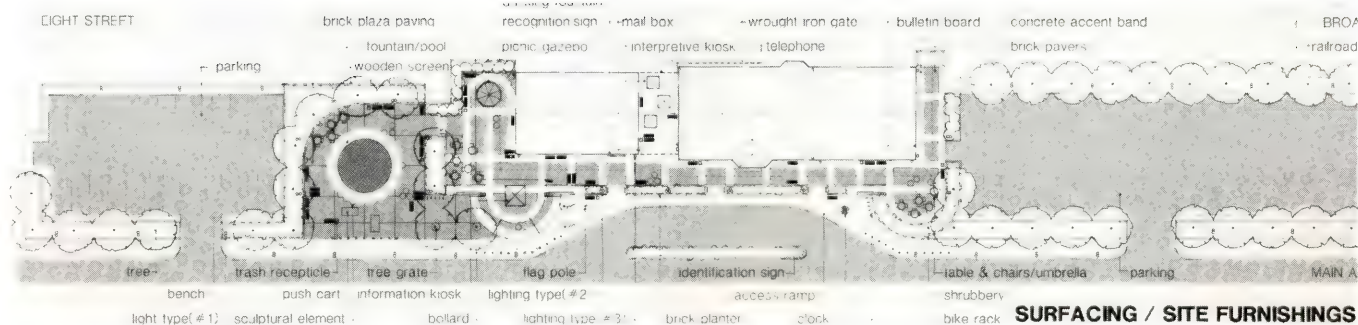 EIGHT STREET brick plaza paving recognition sign mail box wrought iron gate bulletin board concrete accent band BROA
fountain/pool picnic gazebo interpretive kiosk telephone brick pavers railroad
parking wooden screen
tree trash recepticle tree grate flag pole identification sign table & chairs/umbrella parking MAIN A
bench push cart information kiosk lighting type(#2 access ramp shrubbery
light type(#1) sculptural element bollard lighting type #3 brick planter clock bike rack SURFACING / SITE FURNISHINGS